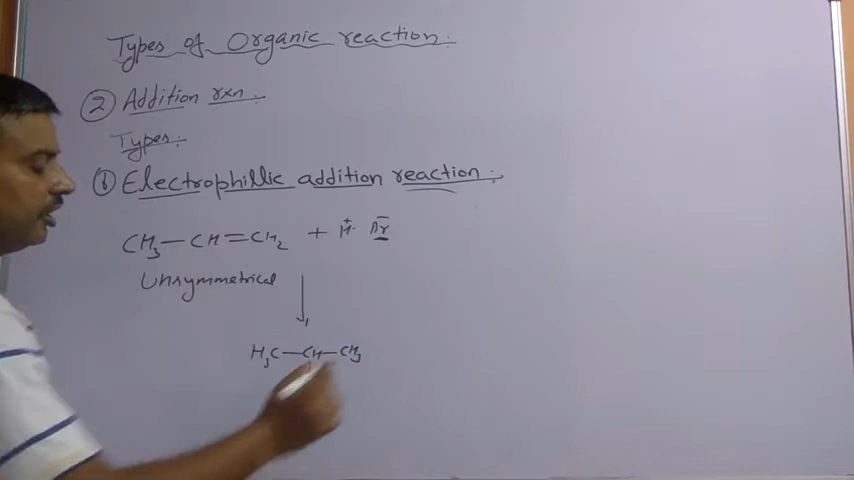 Types of Organic reaction.
② Addition rxn.
Types:
① Electrophillic addition reaction:
CH₃—CH=CH₂ + H⁺ Br⁻
Unsymmetrical
H₃C—CH—CH₃